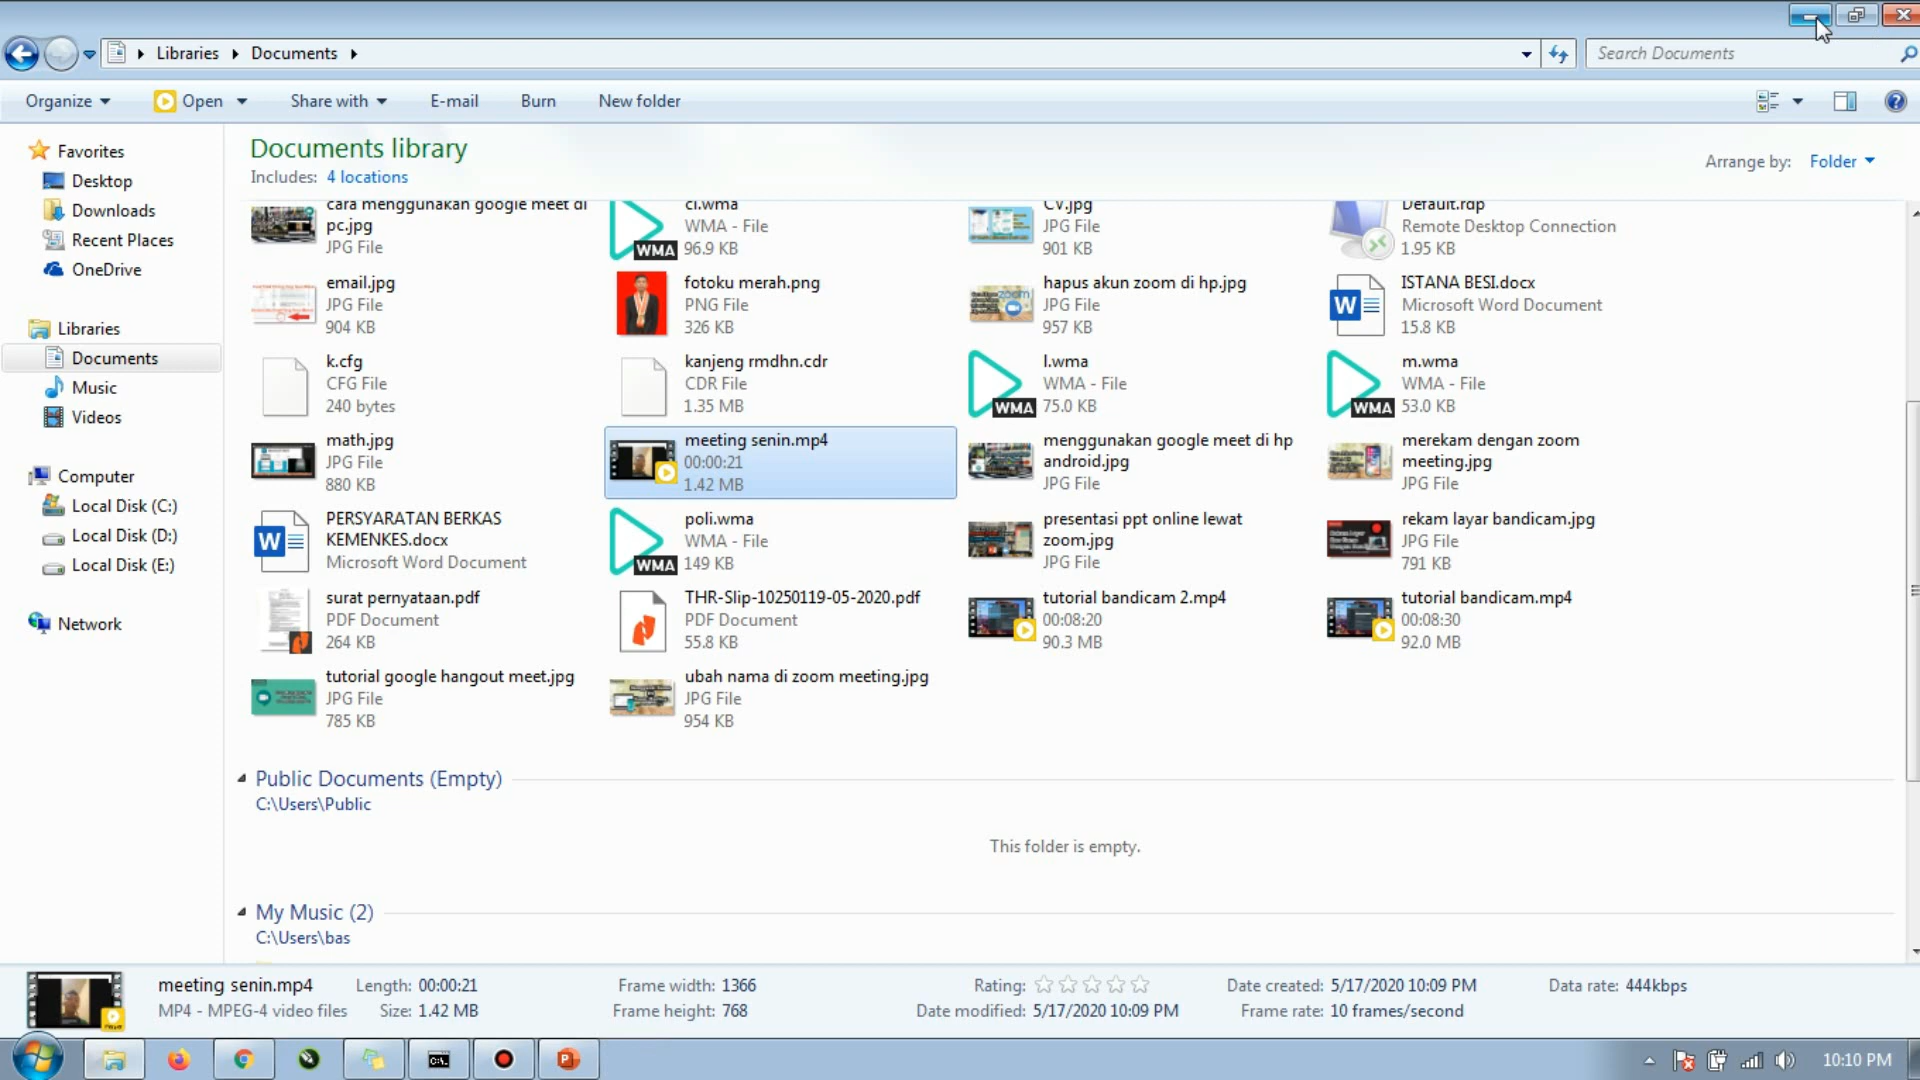 Libraries
Documents
Search Documents
Organize
Open
Share with
E-mail
Burn
New folder
Documents library
Includes: 4 locations
Arrange by: Folder
Favorites
Desktop
Downloads
Recent Places
OneDrive
Libraries
Documents
Music
Videos
Computer
Local Disk (C:)
Local Disk (D:)
Local Disk (E:)
Network
cara menggunakan google meet di
pc.jpg
JPG File
WMA
WMA - File
96.9 KB
CV.jpg
JPG File
901 KB
Default.rdp
Remote Desktop Connection
1.95 KB
email.jpg
JPG File
904 KB
fotoku merah.png
PNG File
326 KB
hapus akun zoom di hp.jpg
JPG File
957 KB
ISTANA BESI.docx
Microsoft Word Document
15.8 KB
k.cfg
CFG File
240 bytes
kanjeng rmdhn.cdr
CDR File
1.35 MB
WMA
l.wma
WMA - File
75.0 KB
WMA
m.wma
WMA - File
53.0 KB
math.jpg
JPG File
880 KB
meeting senin.mp4
00:00:21
1.42 MB
menggunakan google meet di hp
android.jpg
JPG File
merekam dengan zoom
meeting.jpg
JPG File
PERSYARATAN BERKAS
KEMENKES.docx
Microsoft Word Document
WMA
poli.wma
WMA - File
149 KB
presentasi ppt online lewat
zoom.jpg
JPG File
rekam layar bandicam.jpg
JPG File
791 KB
surat pernyataan.pdf
PDF Document
264 KB
THR-Slip-10250119-05-2020.pdf
PDF Document
55.8 KB
tutorial bandicam 2.mp4
00:08:20
90.3 MB
tutorial bandicam.mp4
00:08:30
92.0 MB
tutorial google hangout meet.jpg
JPG File
785 KB
ubah nama di zoom meeting.jpg
JPG File
954 KB
Public Documents (Empty)
C:\Users\Public
This folder is empty.
My Music (2)
C:\Users\bas
meeting senin.mp4
MP4 - MPEG-4 video files
Length: 00:00:21
Size: 1.42 MB
Frame width: 1366
Frame height: 768
Rating:
Date modified: 5/17/2020 10:09 PM
Date created: 5/17/2020 10:09 PM
Frame rate: 10 frames/second
Data rate: 444kbps
10:10 PM